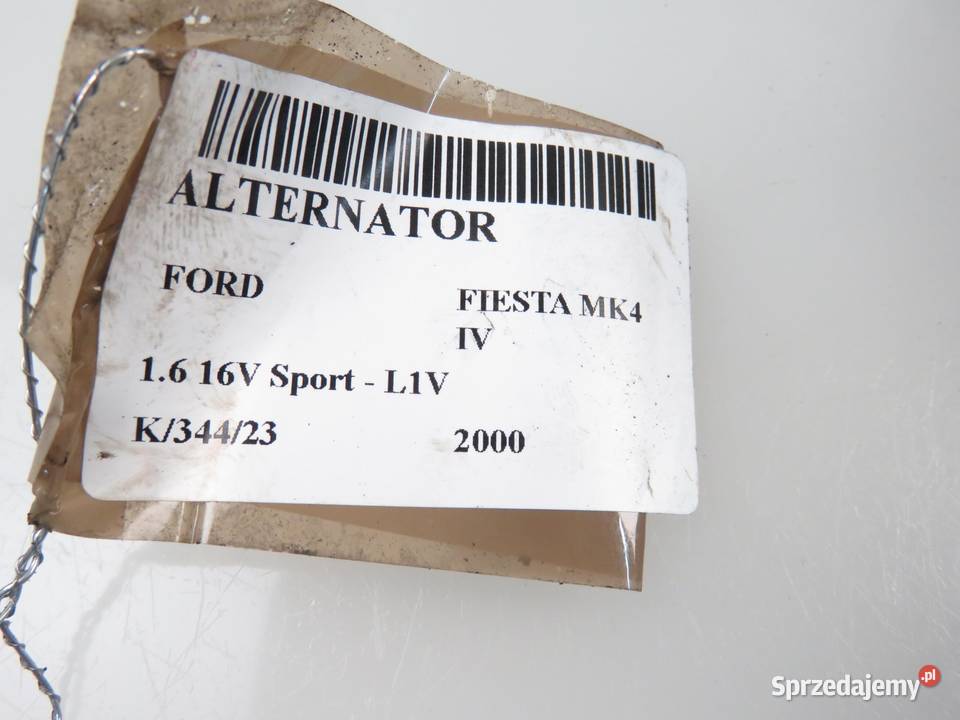 ALTERNATOR
FORD
FIESTA MK4
IV
1.6 16V Sport - L1V
K/344/23
2000
Sprzedajemy.pl